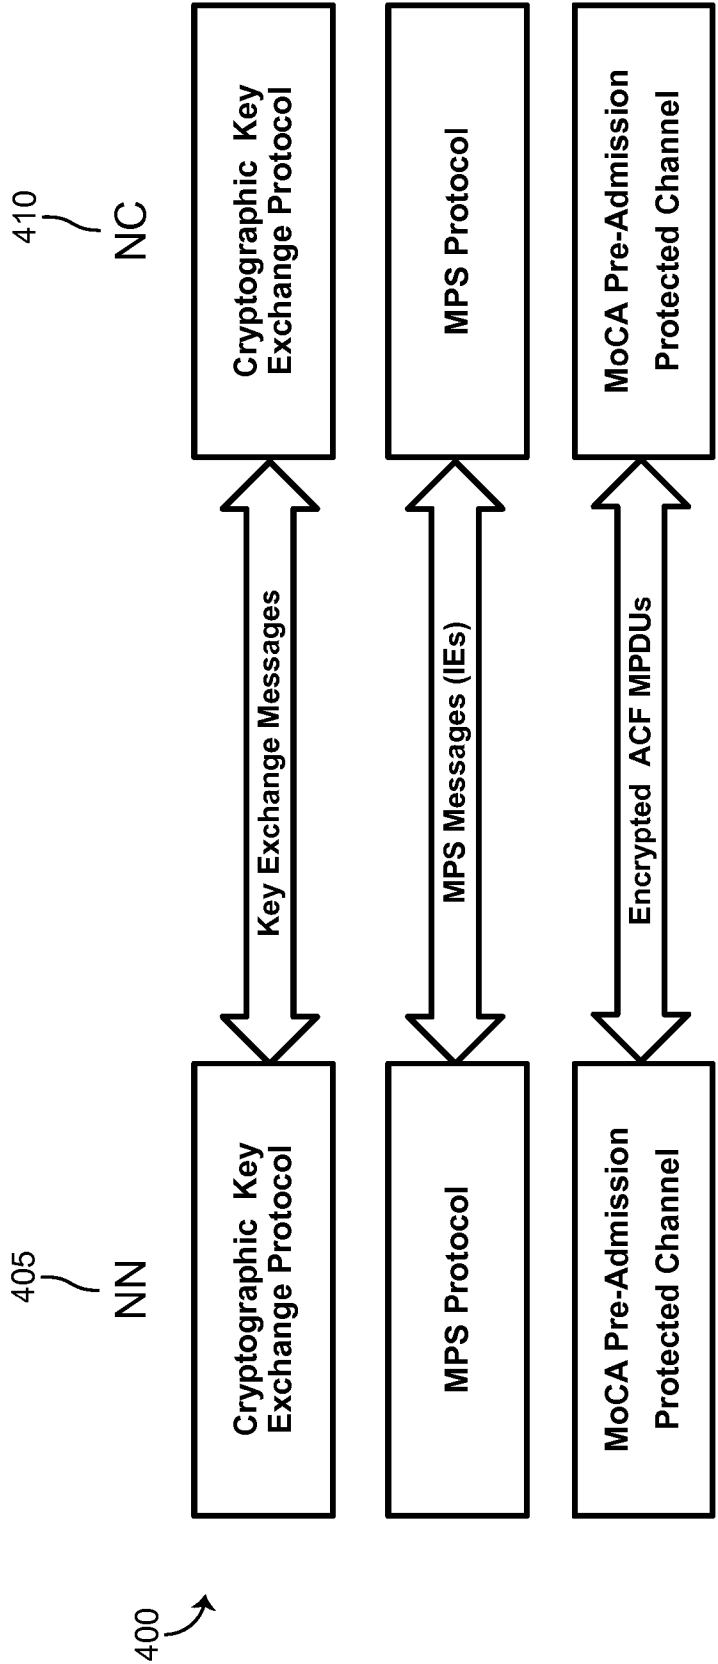 405
410
NN
NC
Cryptographic Key
Exchange Protocol
Key Exchange Messages
Cryptographic Key
Exchange Protocol
MPS Protocol
MPS Messages (IEs)
MPS Protocol
MoCA Pre-Admission
Protected Channel
Encrypted ACF MPDUs
MoCA Pre-Admission
Protected Channel
400